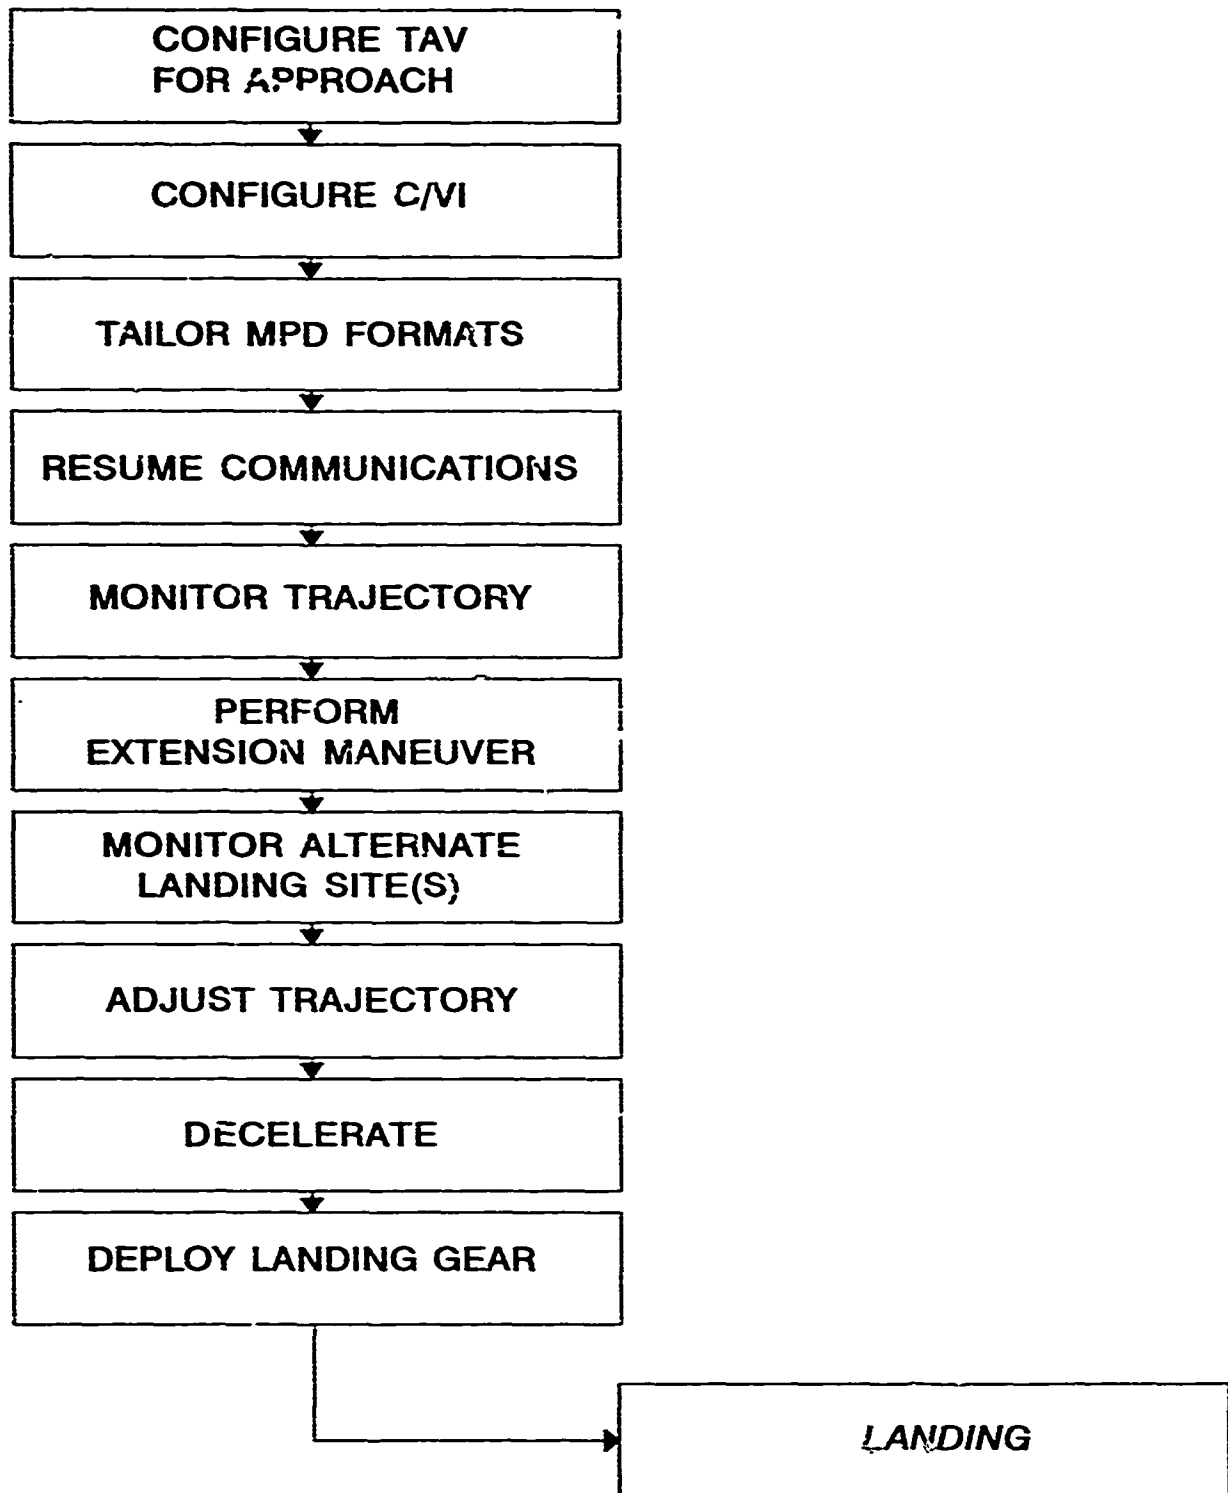 CONFIGURE TAV
FOR APPROACH
CONFIGURE C/VI
TAILOR MPD FORMATS
RESUME COMMUNICATIONS
MONITOR TRAJECTORY
PERFORM
EXTENSION MANEUVER
MONITOR ALTERNATE
LANDING SITE(S)
ADJUST TRAJECTORY
DECELERATE
DEPLOY LANDING GEAR
LANDING